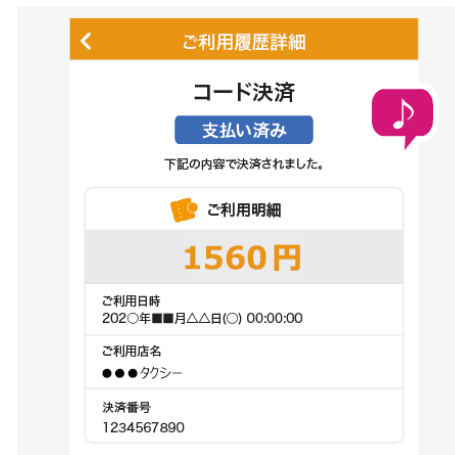 ご利用履歴詳細
コード決済
支払い済み
下記の内容で決済されました。
ご利用明細
1560円
ご利用日時
202○年■■月△△日(○) 00:00:00
ご利用店名
●●●タクシー
決済番号
1234567890